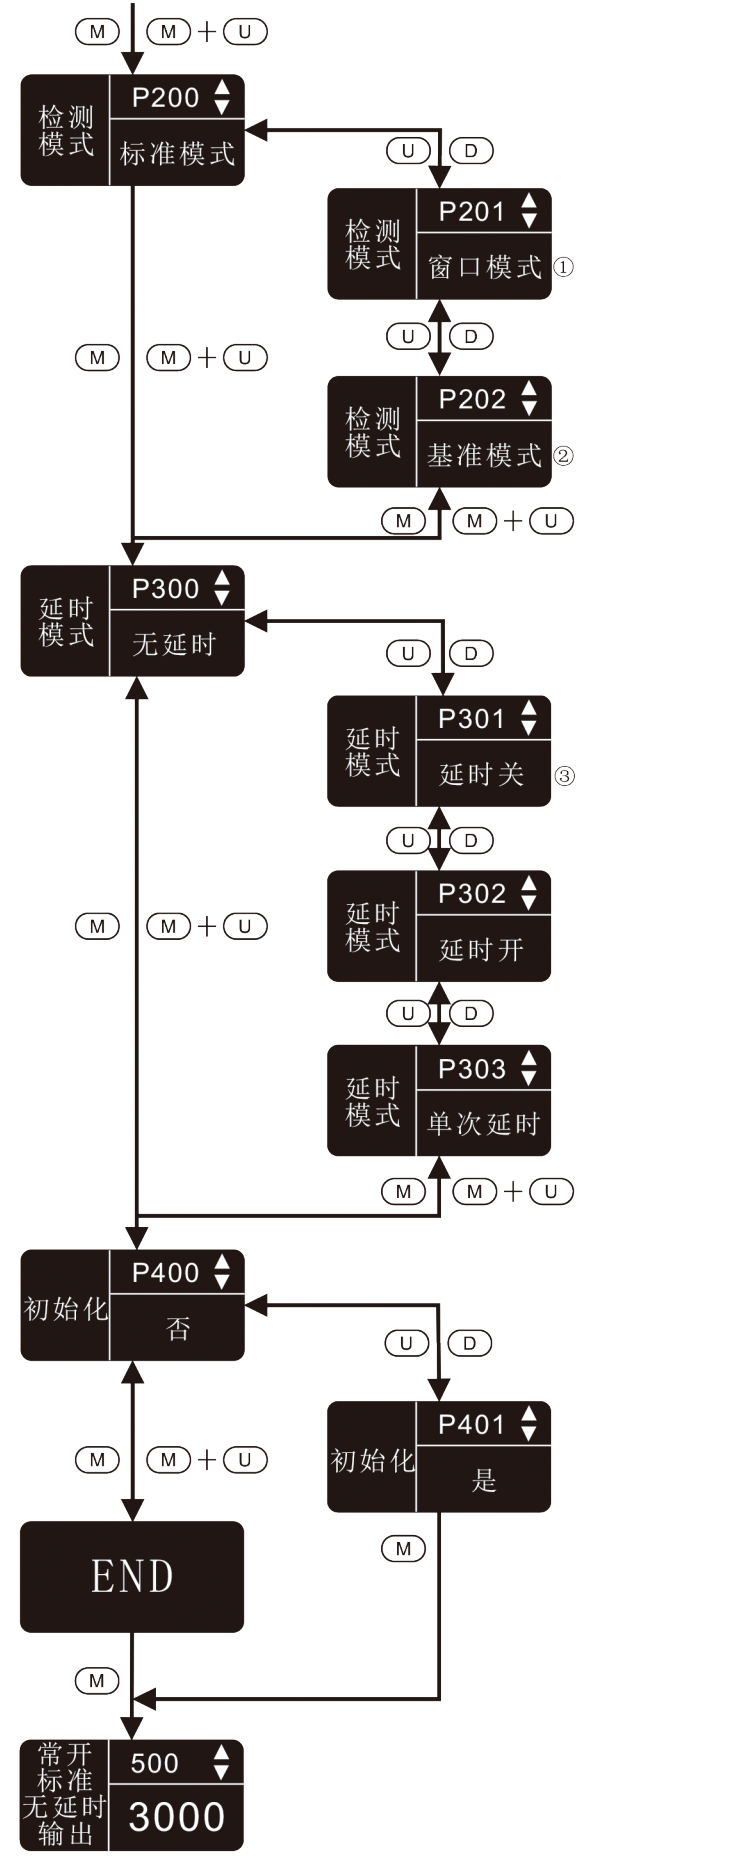 M M + U
检测
模式
P200
标准模式
U D
检测
模式
P201
窗口模式 ①
M M + U
U D
检测
模式
P202
基准模式 ②
M M + U
延时
模式
P300
无延时
U D
延时
模式
P301
延时关 ③
U D
延时
模式
P302
延时开
M M + U
U D
延时
模式
P303
单次延时
M M + U
初始化
P400
否
U D
初始化
P401
是
M M + U
END
M
M
常开
标准
无延时
输出
500
3000